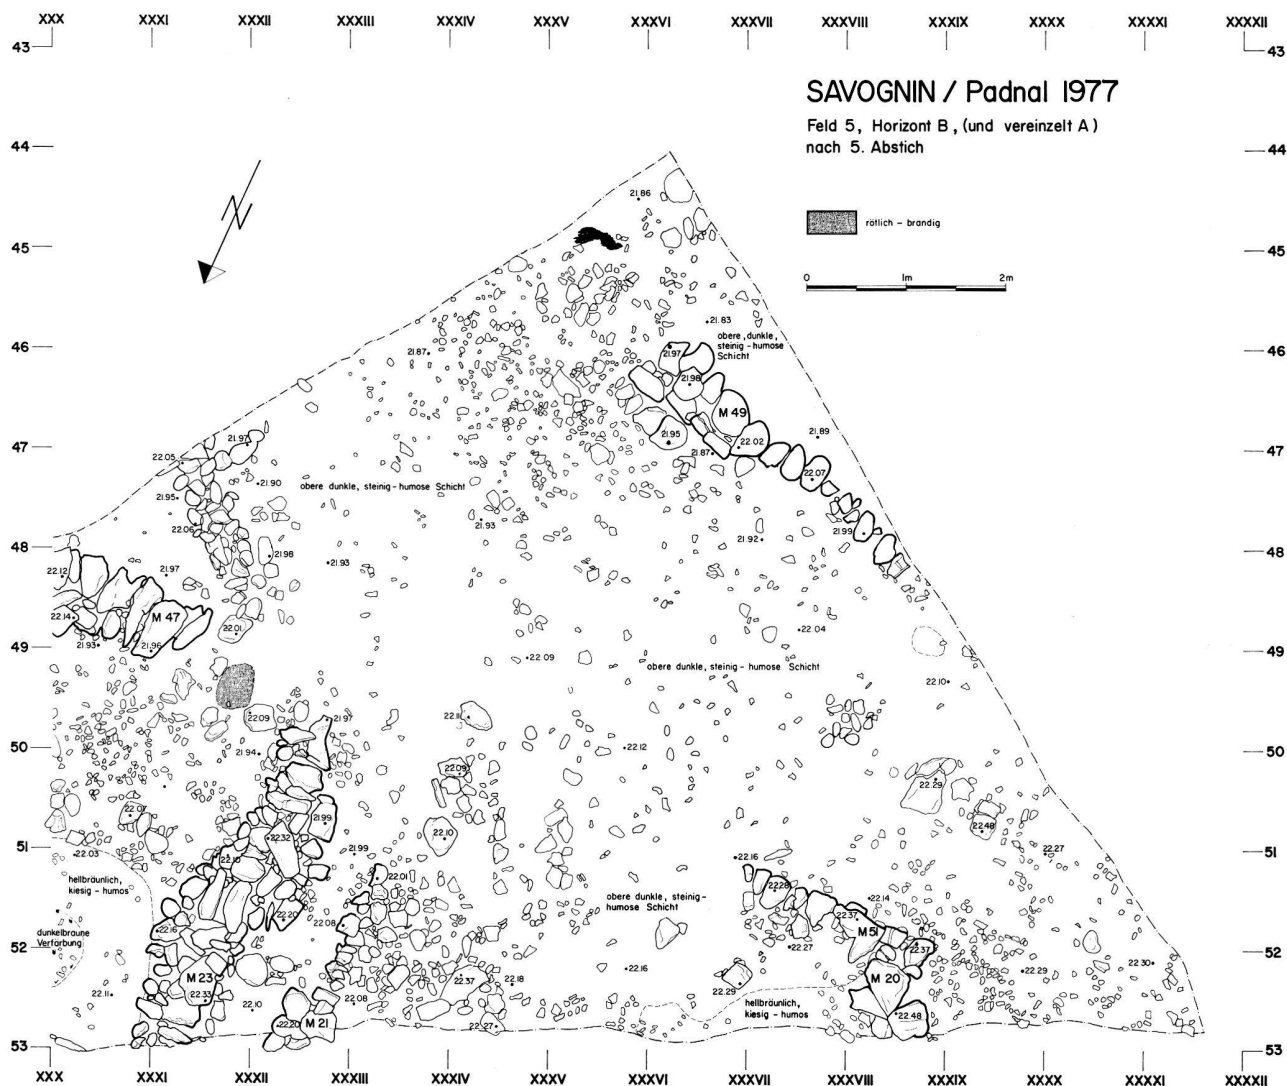 XXX XXXI XXXII XXXIII XXXIV XXXV XXXVI XXXVII XXXVIII XXXIX XXXX XXXXI XXXXII
43 43
SAVOGNIN / Padnal 1977
Feld 5, Horizont B, (und vereinzelt A)
nach 5. Abstich
44 44
21.86
rötlich - brandig
45 45
0 1m 2m
21.83
obere, dunkle,
steinig - humose
Schicht
46 21.87 21.97 46
21.98
M 49
21.97 21.95 22.02 21.89
47 22.05 21.87 47
22.07
21.90
obere dunkle, steinig - humose Schicht
21.95
22.06 21.93 21.92 21.99
48 21.98 48
22.12 21.97 21.93
22.14 M 47
22.01 22.04
49 21.93 21.96 49
22.09
obere dunkle, steinig - humose Schicht
22.10
22.09 21.97 22.11
50 21.94 22.12 50
22.09
22.29
22.07 21.99
22.32 22.10 22.48
51 22.03 22.10 21.99 22.16 22.27 51
hellbräunlich,
kiesig - humos
22.01
22.28
obere dunkle, steinig -
humose Schicht
22.14
22.20 22.08 22.37
dunkelbraune
Verfärbung
22.16 M 51
52 22.27 22.37 52
M 23 22.37 22.18 22.16 M 20 22.29 22.30
22.11 22.33 22.10 22.08 22.29
hellbräunlich,
kiesig - humos
22.20 M 21 22.27 22.48
53 53
XXX XXXI XXXII XXXIII XXXIV XXXV XXXVI XXXVII XXXVIII XXXIX XXXX XXXXI XXXXII